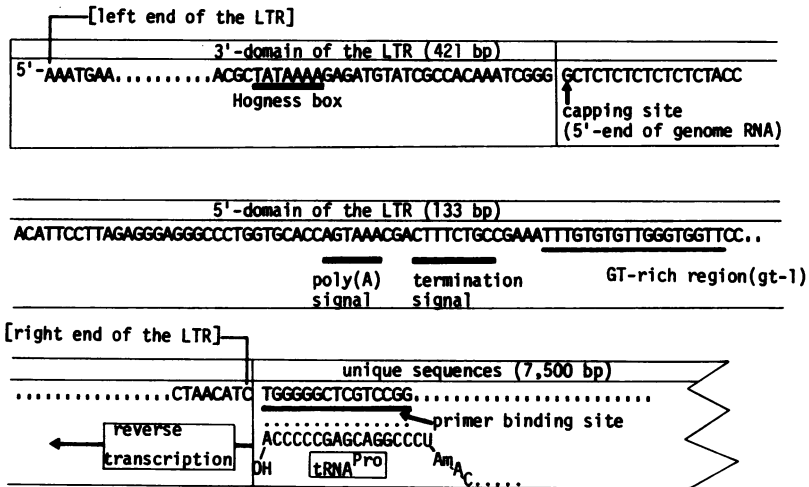 [left end of the LTR]
3'-domain of the LTR (421 bp)
5'-AAATGAA..........ACGCTATAAAAGAGATGTATCGCCACAAATCGGG GCTCTCTCTCTCTCTACC
Hogness box
capping site
(5'-end of genome RNA)
5'-domain of the LTR (133 bp)
ACATTCCTTAGAGGGAGGGCCCTGGTGCACCAGTAAACGACTTTCTGCCGAAATTTGTGTGTTGGGTGGTTCC..
poly(A)
signal
termination
signal
GT-rich region(gt-1)
[right end of the LTR]
unique sequences (7,500 bp)
................CTAACATC TGGGGGCTCGTCCGG........................
primer binding site
reverse
transcription
ACCCCCGAGCAGGCCCU
OH
tRNA Pro
Am
A
C.....